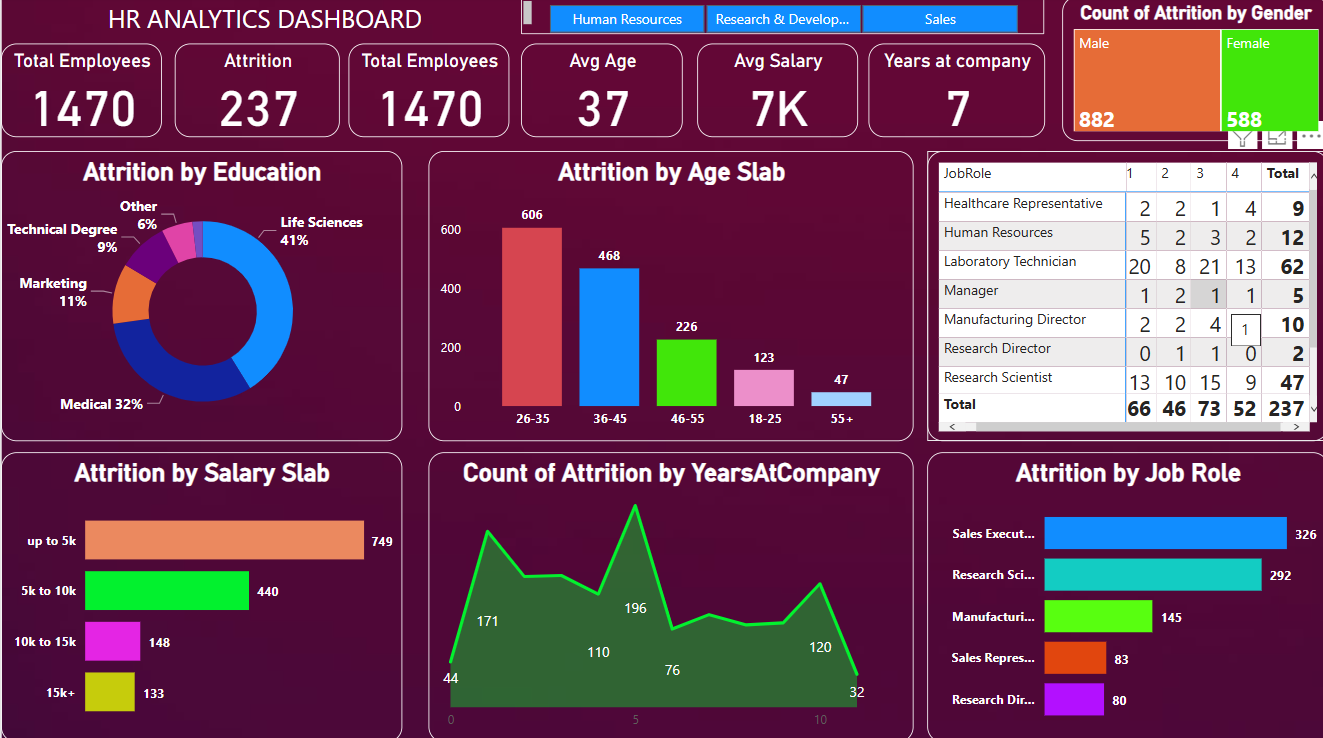 HR ANALYTICS DASHBOARD
Human Resources
Research & Develop...
Sales
Count of Attrition by Gender
Male
882
Female
588
Total Employees
1470
Attrition
237
Total Employees
1470
Avg Age
37
Avg Salary
7K
Years at company
7
Attrition by Education
Other
6%
Life Sciences
41%
Technical Degree
9%
Marketing
11%
Medical 32%
Attrition by Age Slab
600
400
200
0
606
468
226
123
47
26-35 36-45 46-55 18-25 55+
JobRole 1 2 3 4 Total
Healthcare Representative 2 2 1 4 9
Human Resources 5 2 3 2 12
Laboratory Technician 20 8 21 13 62
Manager 1 2 1 1 5
Manufacturing Director 2 2 4 10
1
Research Director 0 1 1 0 2
Research Scientist 13 10 15 9 47
Total 66 46 73 52 237
Attrition by Salary Slab
up to 5k 749
5k to 10k 440
10k to 15k 148
15k+ 133
Count of Attrition by YearsAtCompany
44
171
110
196
76
120
32
0 5 10
Attrition by Job Role
Sales Execut... 326
Research Sci... 292
Manufacturi... 145
Sales Repres... 83
Research Dir... 80